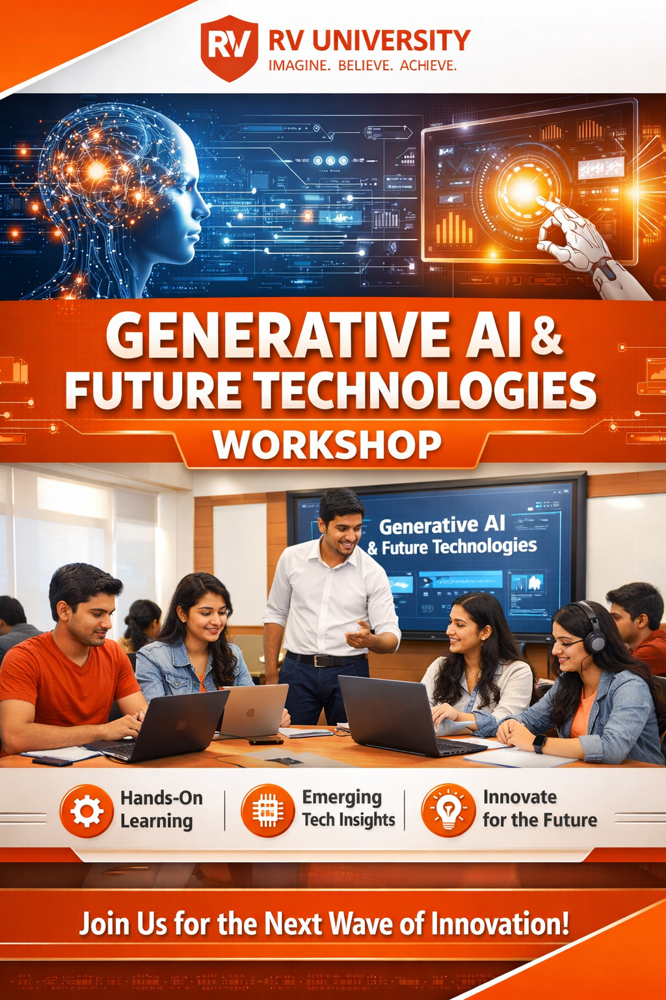 RV
RV UNIVERSITY
IMAGINE. BELIEVE. ACHIEVE.
GENERATIVE AI &
FUTURE TECHNOLOGIES
WORKSHOP
Generative AI
& Future Technologies
Hands-On
Learning
Emerging
Tech Insights
Innovate
for the Future
Join Us for the Next Wave of Innovation!